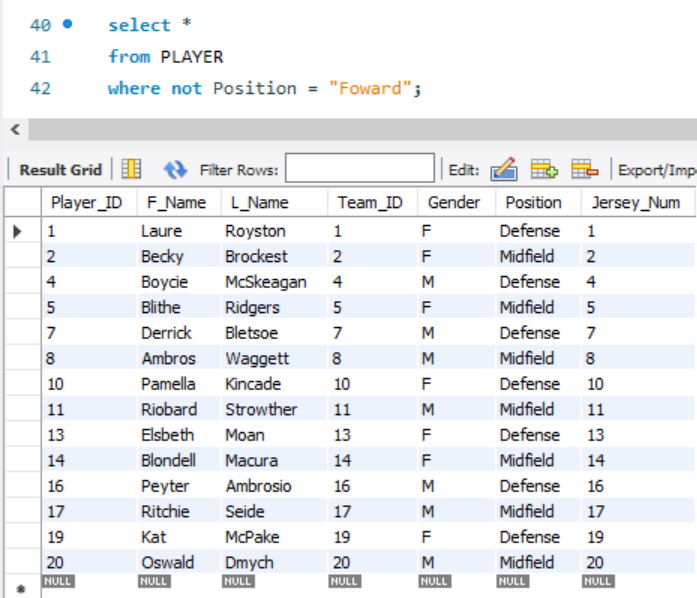 40 select *
41 from PLAYER
42 where not Position = "Foward";
Result Grid Filter Rows: Edit: Export/Imp
Player_ID F_Name L_Name Team_ID Gender Position Jersey_Num
1 Laure Royston 1 F Defense 1
2 Becky Brockest 2 F Midfield 2
4 Boycie McSkeagan 4 M Defense 4
5 Blithe Ridgers 5 F Midfield 5
7 Derrick Bletsoe 7 M Defense 7
8 Ambros Waggett 8 M Midfield 8
10 Pamella Kincade 10 F Defense 10
11 Riobard Strowther 11 M Midfield 11
13 Elsbeth Moan 13 F Defense 13
14 Blondell Macura 14 F Midfield 14
16 Peyter Ambrosio 16 M Defense 16
17 Ritchie Seide 17 M Midfield 17
19 Kat McPake 19 F Defense 19
20 Oswald Dmych 20 M Midfield 20
NULL NULL NULL NULL NULL NULL NULL